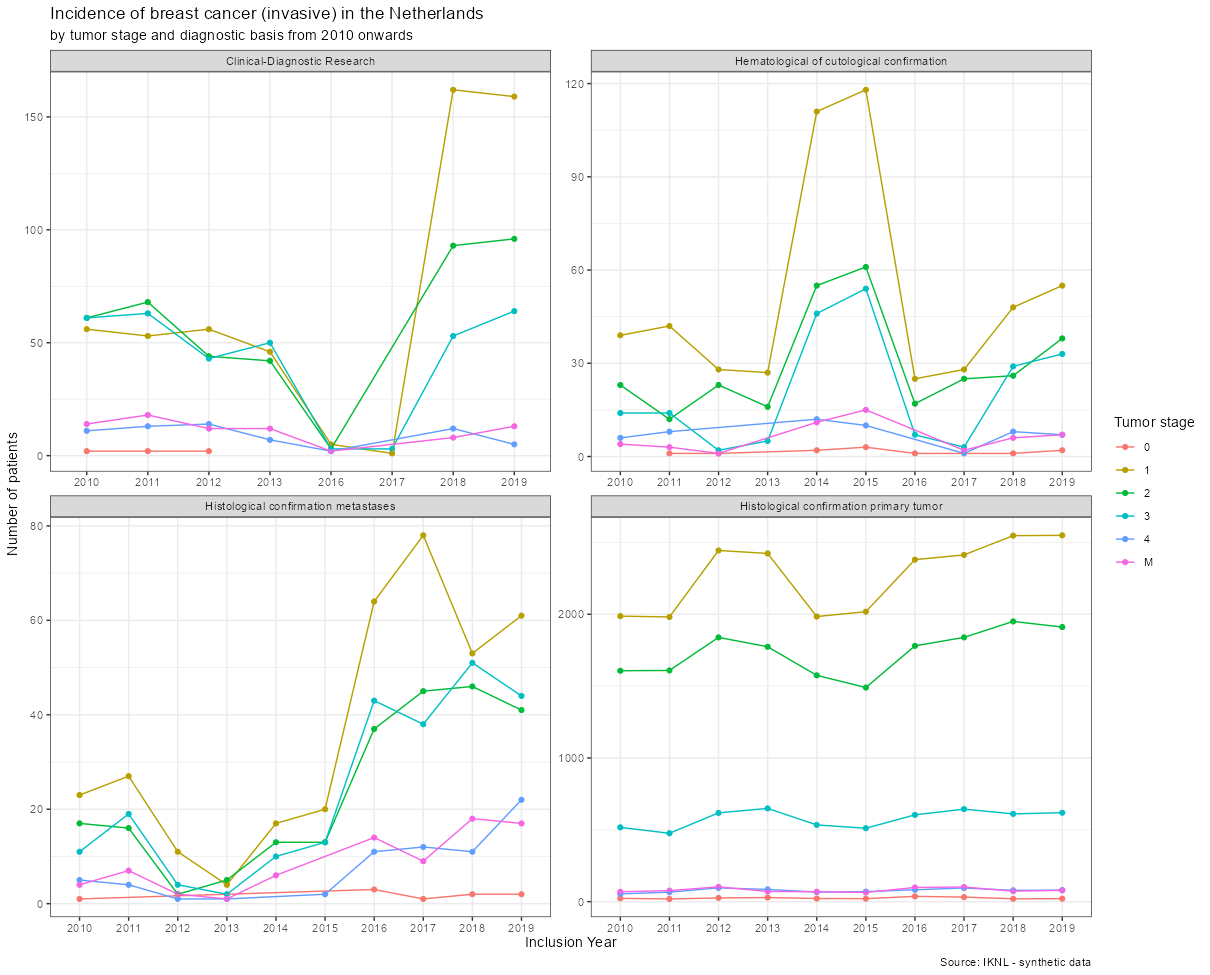 Incidence of breast cancer (invasive) in the Netherlands
by tumor stage and diagnostic basis from 2010 onwards
Clinical-Diagnostic Research
150
100
50
0
2010 2011 2012 2013 2016 2017 2018 2019
Hematological of cutological confirmation
120
90
60
30
0
2010 2011 2012 2013 2014 2015 2016 2017 2018 2019
Histological confirmation metastases
80
60
40
20
0
2010 2011 2012 2013 2014 2015 2016 2017 2018 2019
Histological confirmation primary tumor
2000
1000
0
2010 2011 2012 2013 2014 2015 2016 2017 2018 2019
Number of patients
Inclusion Year
Tumor stage
0
1
2
3
4
M
Source: IKNL - synthetic data